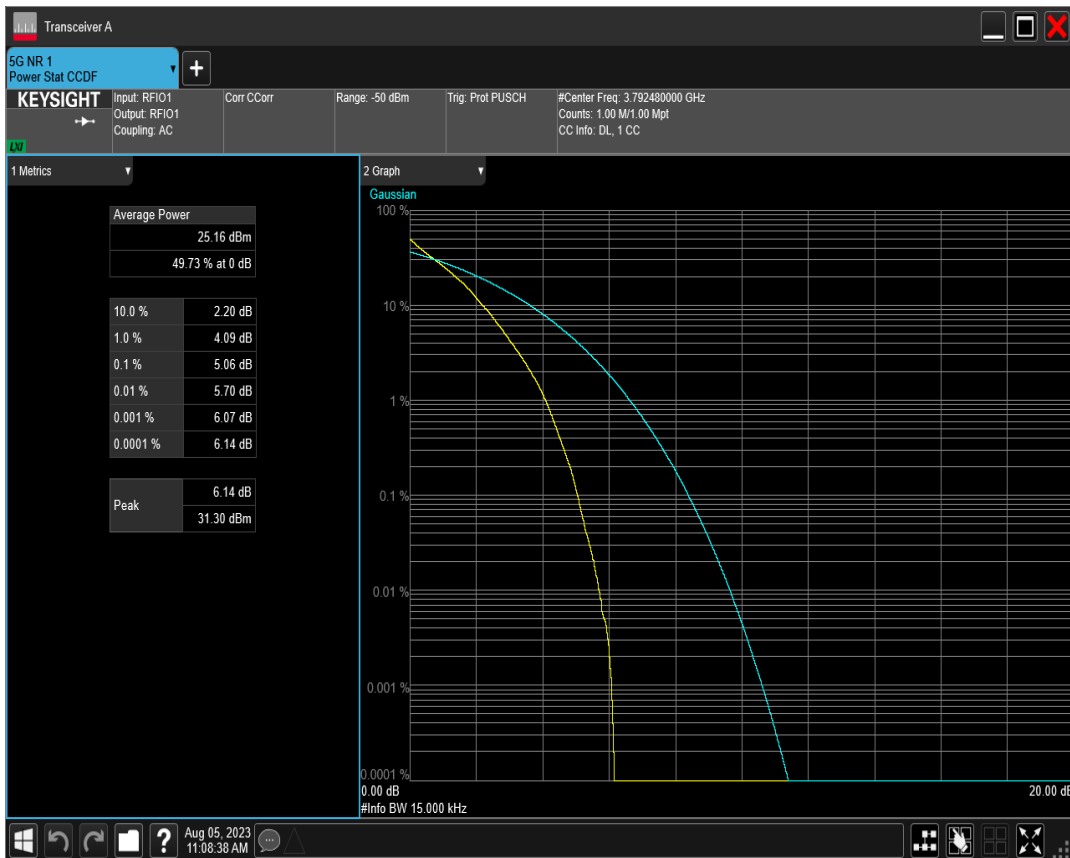 Transceiver A
5G NR 1
Power Stat CCDF
+
KEYSIGHT
LXI
Input: RFIO1
Output: RFIO1
Coupling: AC
Corr CCorr
Range: -50 dBm
Trig: Prot PUSCH
#Center Freq: 3.792480000 GHz
Counts: 1.00 M/1.00 Mpt
CC Info: DL, 1 CC
1 Metrics
Average Power
25.16 dBm
49.73 % at 0 dB
10.0 % 2.20 dB
1.0 % 4.09 dB
0.1 % 5.06 dB
0.01 % 5.70 dB
0.001 % 6.07 dB
0.0001 % 6.14 dB
Peak
6.14 dB
31.30 dBm
2 Graph
Gaussian
100 %
10 %
1 %
0.1 %
0.01 %
0.001 %
0.0001 %
0.00 dB
20.00 dB
#Info BW 15.000 kHz
?
Aug 05, 2023
11:08:38 AM